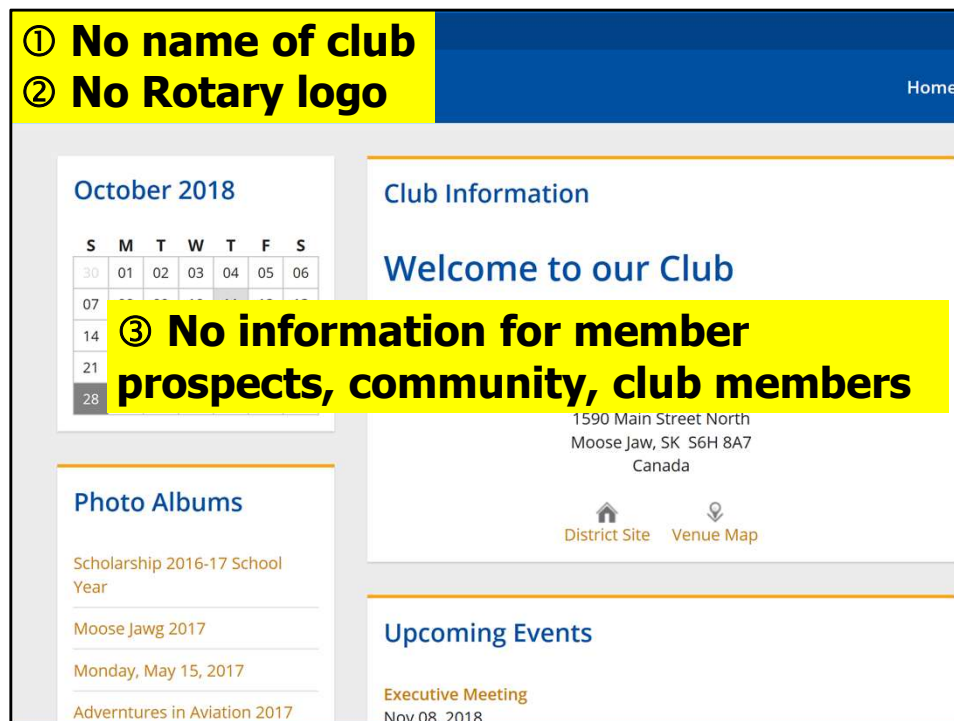 ① No name of club
② No Rotary logo
Home
October 2018
S M T W T F S
30 01 02 03 04 05 06
07
14
21
28
Club Information
Welcome to our Club
③ No information for member
prospects, community, club members
1590 Main Street North
Moose Jaw, SK S6H 8A7
Canada
District Site Venue Map
Photo Albums
Scholarship 2016-17 School
Year
Moose Jawg 2017
Monday, May 15, 2017
Adverntures in Aviation 2017
Upcoming Events
Executive Meeting
Nov 08, 2018